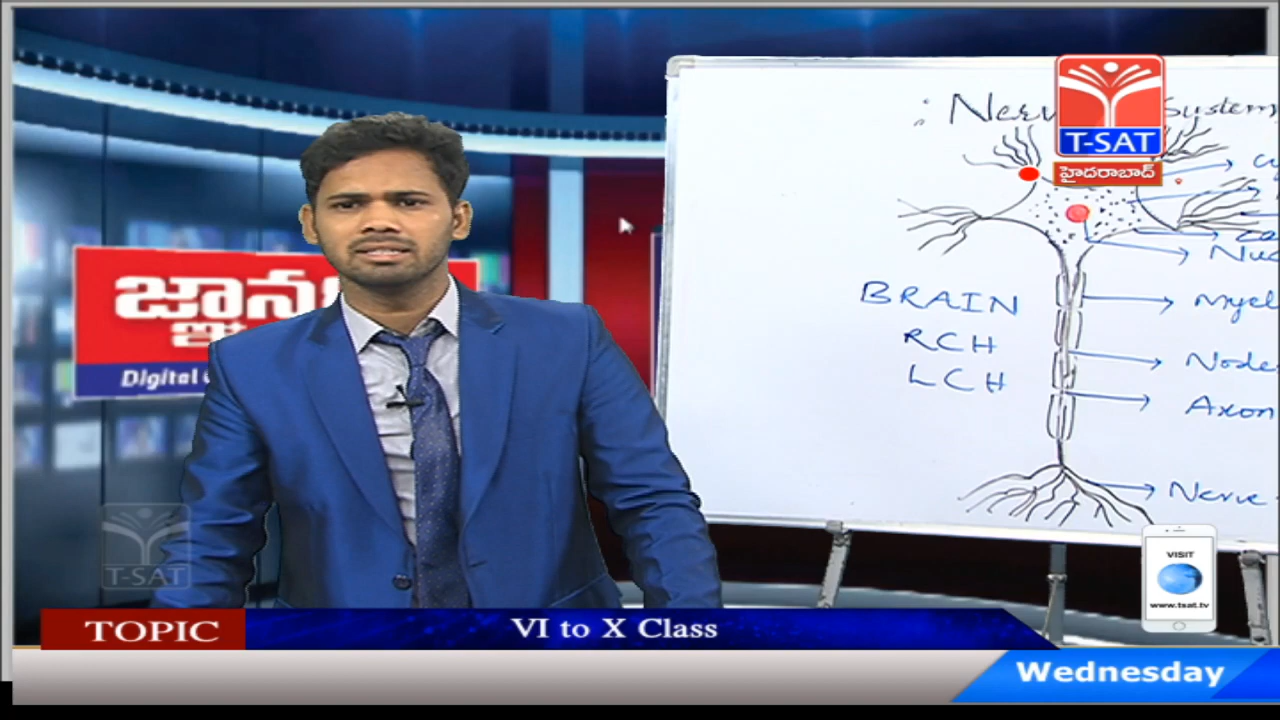 : Nerv System
T-SAT
హైదరాబాద్
Nuc
BRAIN
Myel
RCH
Node
LCH
Axon
Nerve
జ్ఞాన
Digital
T-SAT
VISIT
www.tsat.tv
TOPIC
VI to X Class
Wednesday